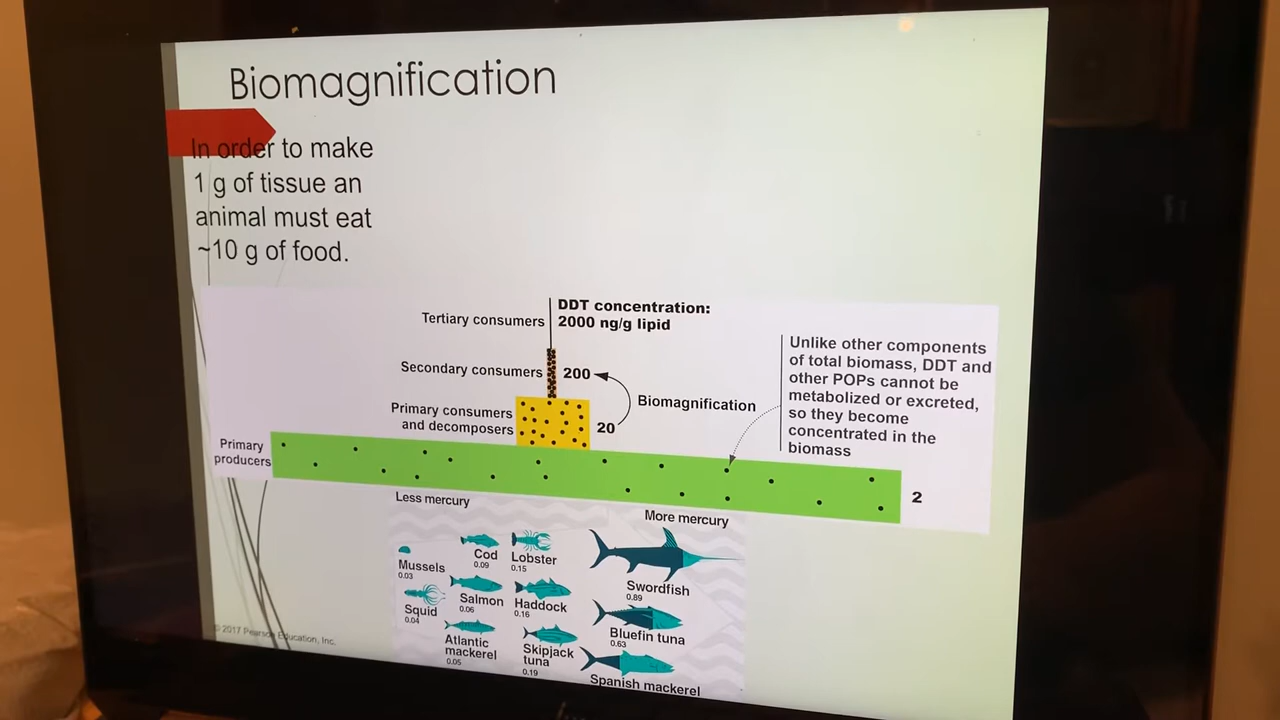 Biomagnification
In order to make
1 g of tissue an
animal must eat
~10 g of food.
Tertiary consumers
DDT concentration:
2000 ng/g lipid
Secondary consumers
200
Primary consumers
and decomposers
20
Biomagnification
Unlike other components
of total biomass, DDT and
other POPs cannot be
metabolized or excreted,
so they become
concentrated in the
biomass
Primary
producers
2
Less mercury
More mercury
Mussels
0.03
Cod
0.09
Lobster
0.15
Swordfish
0.89
Squid
0.04
Salmon
0.06
Haddock
0.16
Bluefin tuna
0.63
Atlantic
mackerel
0.05
Skipjack
tuna
0.19
Spanish mackerel
© 2017 Pearson Education, Inc.